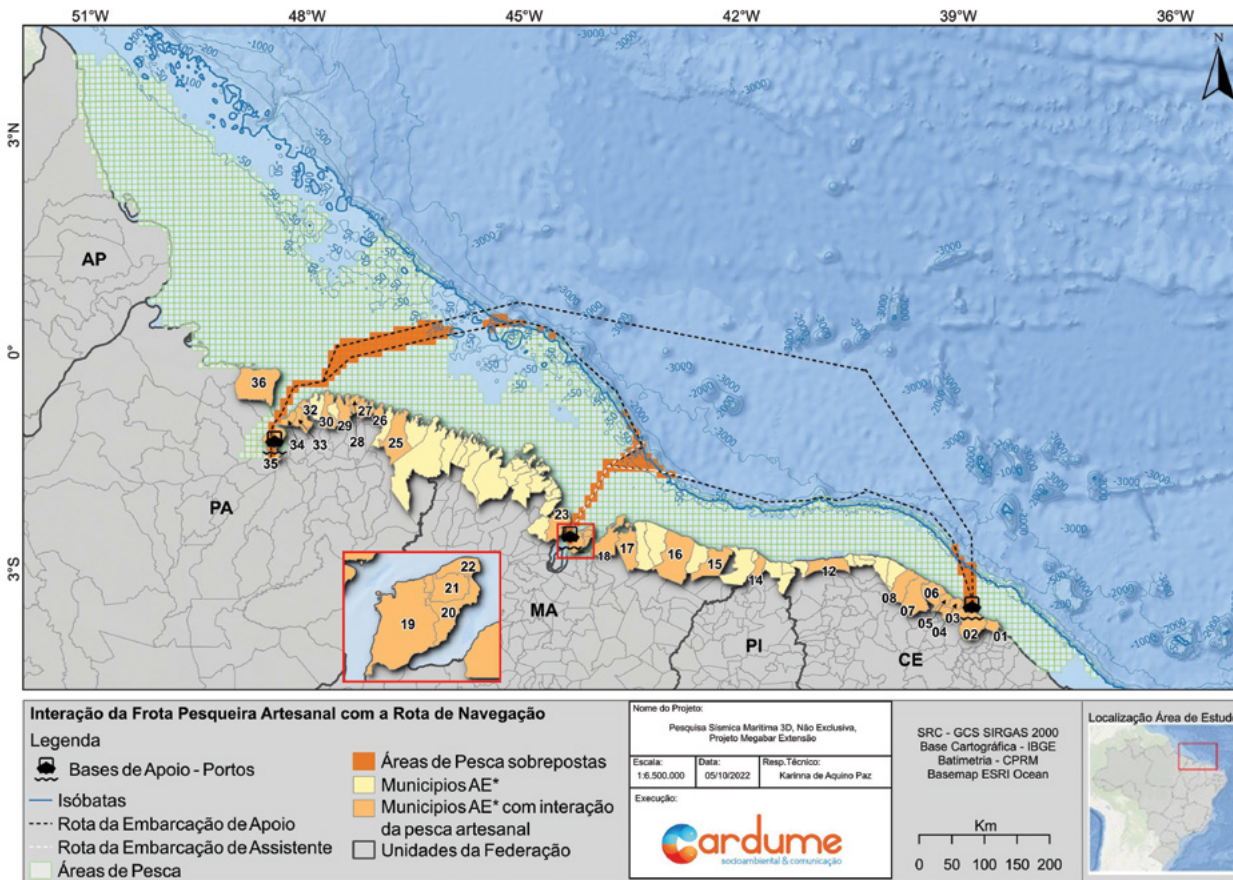 51°W 48°W 45°W 42°W 39°W 36°W
N
3°N
0°
3°S
-1000
-3000
-3000
-3000
AP
36
32
30
27
29
26
28
25
34
33
35
PA
23
18
17
16
15
14
12
08
07
06
05
04
03
02
01
MA
PI
CE
22
21
20
19
Interação da Frota Pesqueira Artesanal com a Rota de Navegação
Legenda
Bases de Apoio - Portos
Isóbatas
Rota da Embarcação de Apoio
Rota da Embarcação de Assistente
Áreas de Pesca
Áreas de Pesca sobrepostas
Municipios AE*
Municipios AE* com interação
da pesca artesanal
Unidades da Federação
Nome do Projeto:
Pesquisa Sísmica Marítima 3D, Não Exclusiva,
Projeto Megabar Extensão
Escala: Data: Resp.Técnico:
1:6.500.000 05/10/2022 Karinna de Aquino Paz
Execução:
Cardume
socioambiental & comunicação
SRC - GCS SIRGAS 2000
Base Cartográfica - IBGE
Batimetria - CPRM
Basemap ESRI Ocean
Km
0 50 100 150 200
Localização Área de Estud